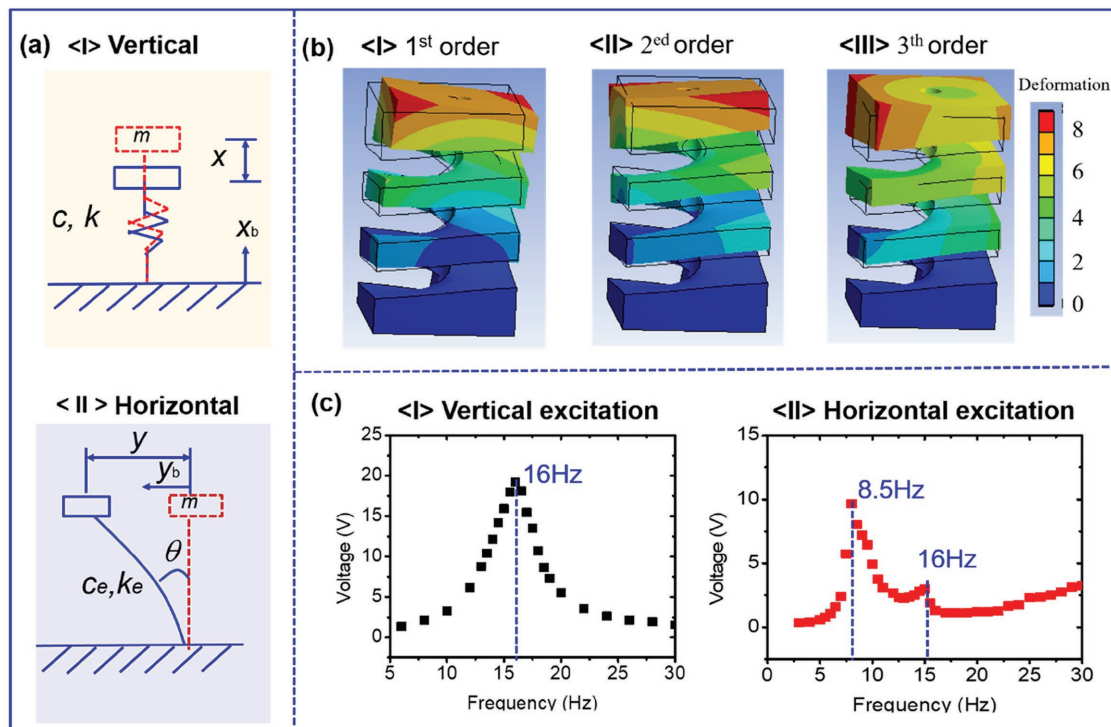 (a)
<I> Vertical
m
x
c, k
xb
< II > Horizontal
y
yb
m
θ
ce,ke
(b)
<I> 1st order
<II> 2ed order
<III> 3th order
Deformation
8
6
4
2
0
(c)
<I> Vertical excitation
25
20
15
10
5
0
Voltage (V)
16Hz
5 10 15 20 25 30
Frequency (Hz)
<II> Horizontal excitation
15
10
5
0
Voltage (V)
8.5Hz
16Hz
0 5 10 15 20 25 30
Frequency (Hz)